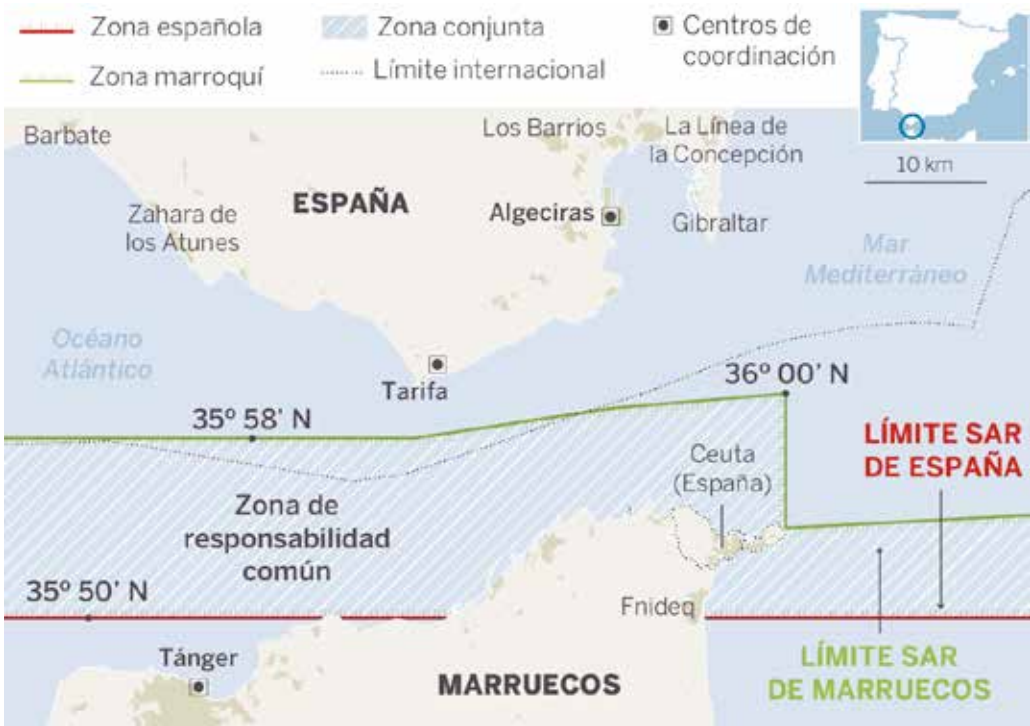 Zona española
Zona marroquí
Zona conjunta
Límite internacional
Centros de
coordinación
10 km
Barbate
Los Barrios
La Línea de
la Concepción
ESPAÑA
Algeciras
Gibraltar
Zahara de
los Atunes
Mar
Mediterráneo
Océano
Atlántico
Tarifa
36º 00' N
35º 58' N
LÍMITE SAR
DE ESPAÑA
Ceuta
(España)
Zona de
responsabilidad
común
35º 50' N
Fnideq
Tánger
MARRUECOS
LÍMITE SAR
DE MARRUECOS